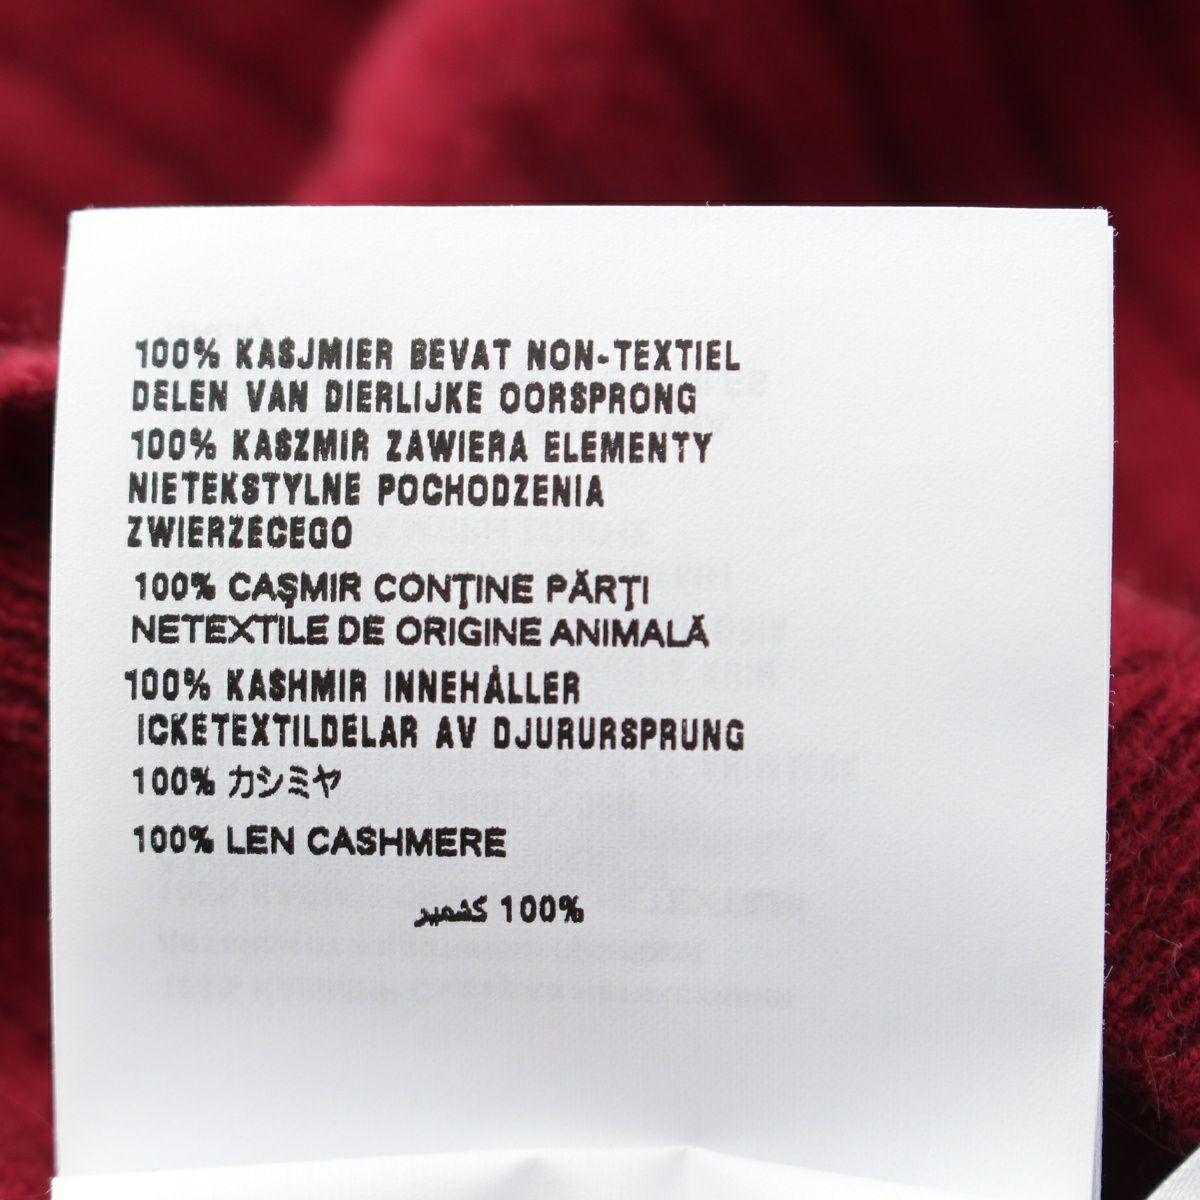 100% KASJMIER BEVAT NON-TEXTIEL
DELEN VAN DIERLIJKE OORSPRONG
100% KASZMIR ZAWIERA ELEMENTY
NIETEKSTYLNE POCHODZENIA
ZWIERZECEGO
100% CAŞMIR CONŢINE PĂRŢI
NETEXTILE DE ORIGINE ANIMALĂ
100% KASHMIR INNEHÅLLER
ICKETEXTILDELAR AV DJURURSPRUNG
100% カシミヤ
100% LEN CASHMERE
100% كشمير